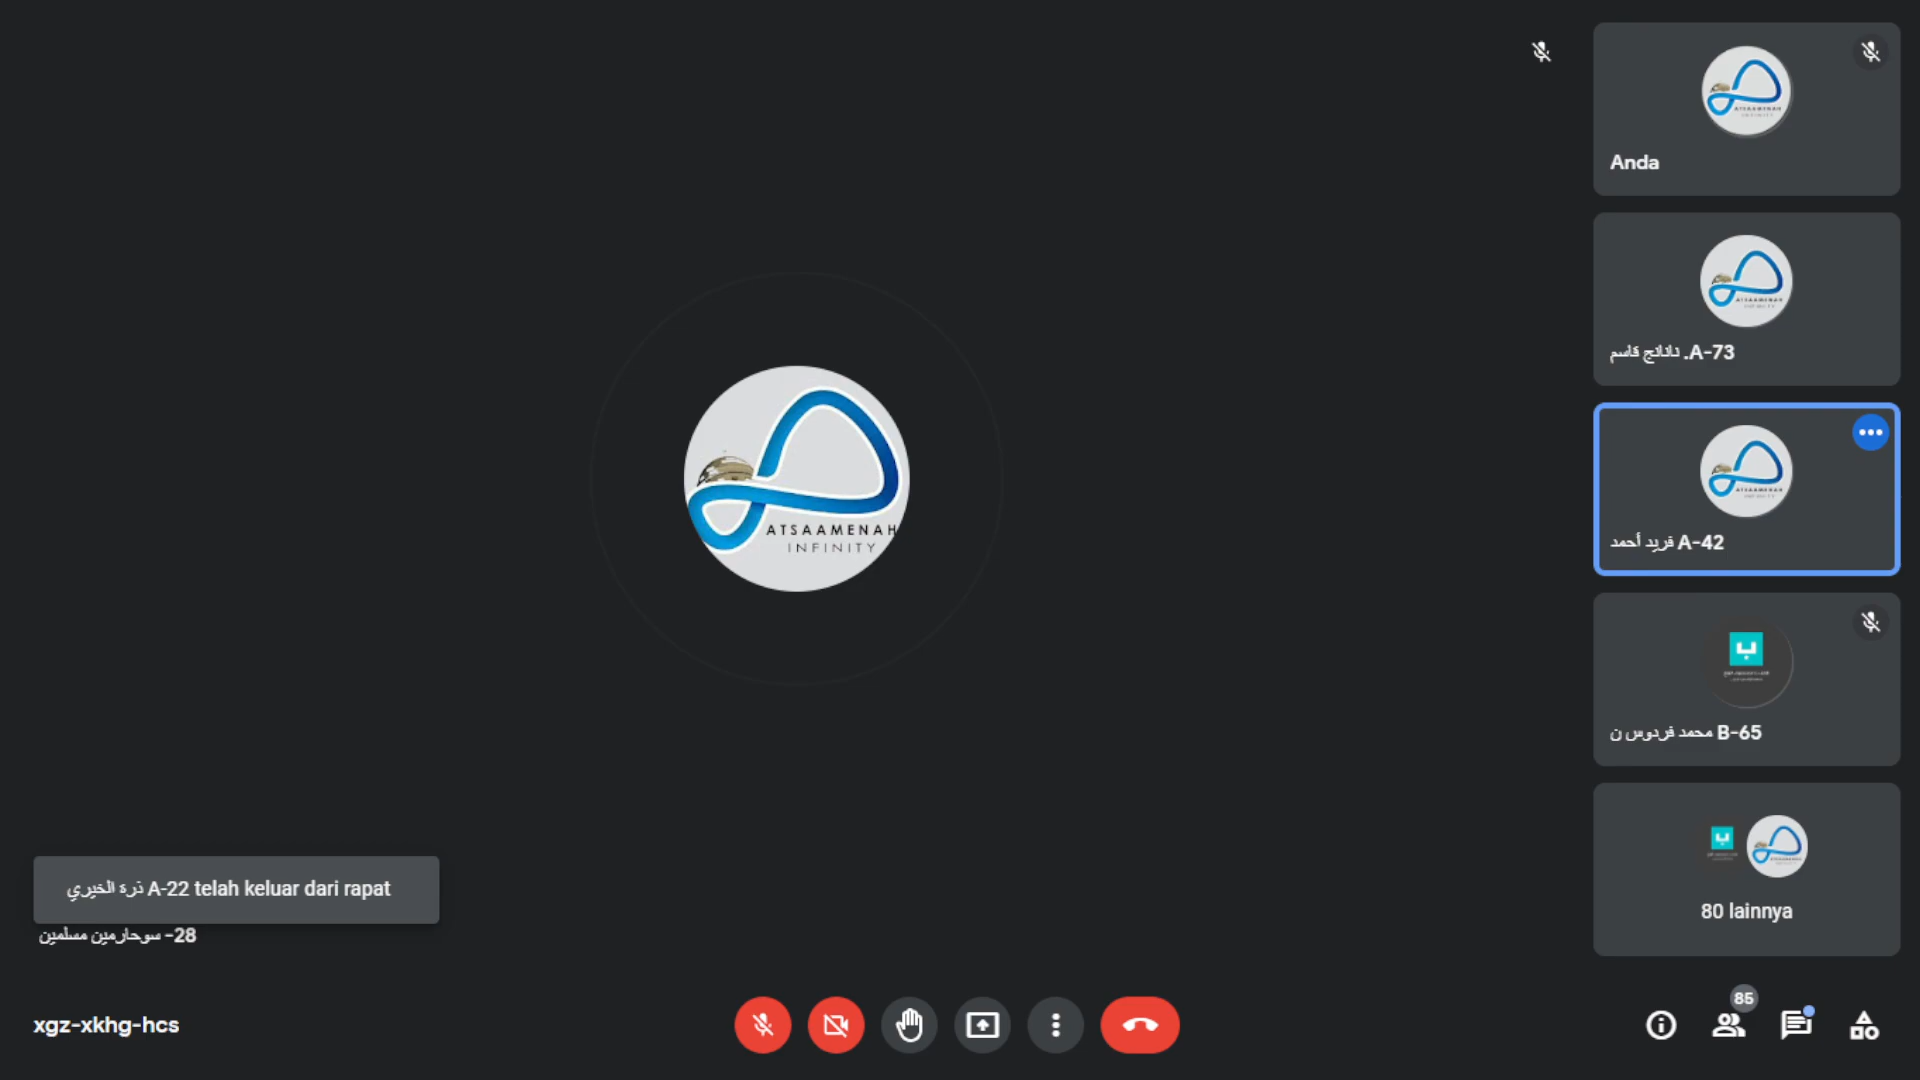 ATSAAMENAH
INFINITY
ذرة الخيري A-22 telah keluar dari rapat
سوحارمين مسلمين -28
xgz-xkhg-hcs
Anda
نانانج قاسم .A-73
فريد أحمد A-42
محمد فردوس ن B-65
80 lainnya
85